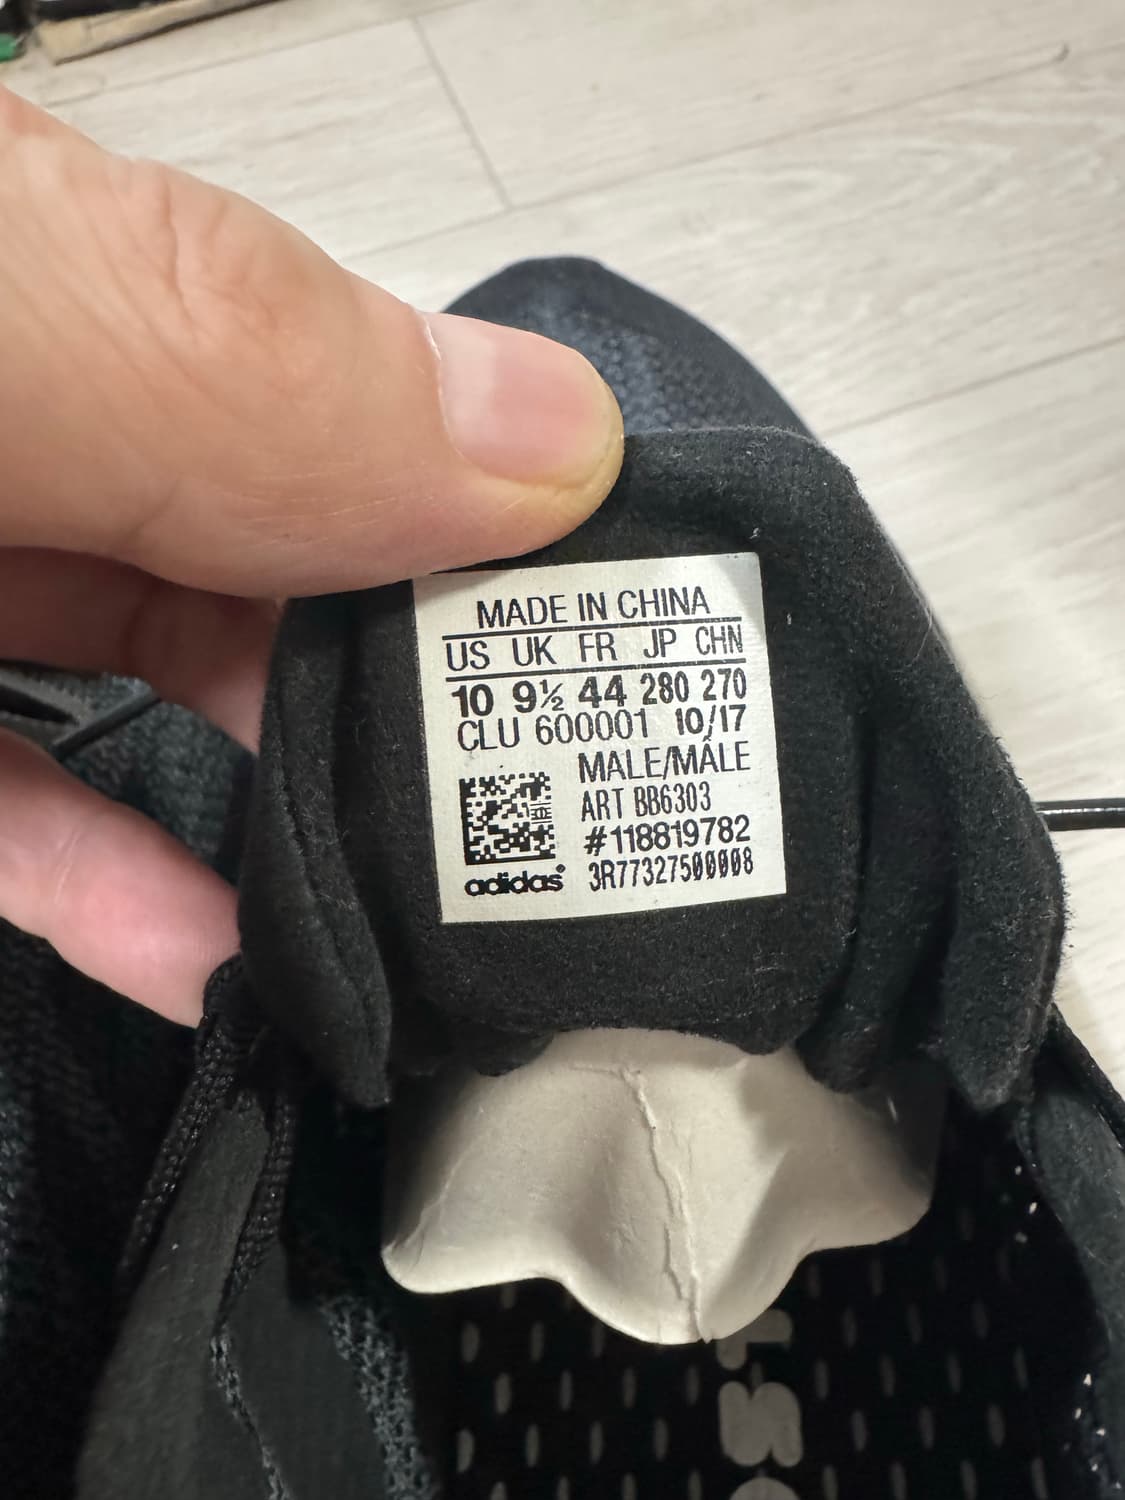 MADE IN CHINA
US UK FR JP CHN
10 9½ 44 280 270
CLU 600001 10/17
MALE/MÂLE
ART BB6303
#118819782
adidas® 3R77327500008